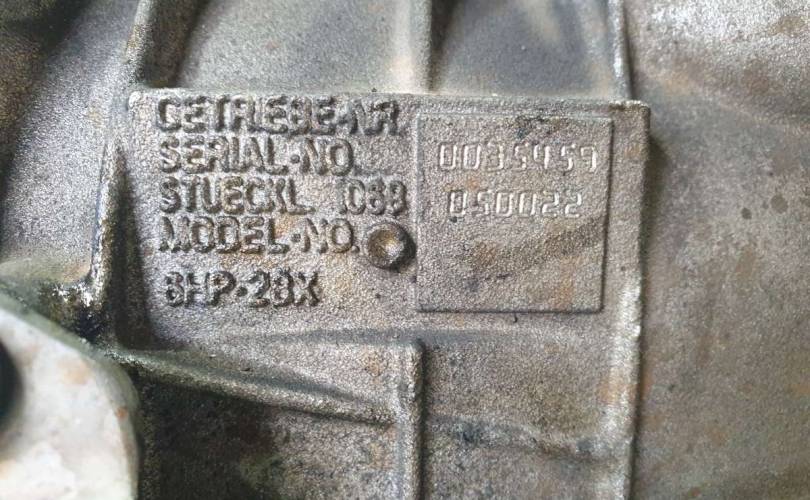 GETRIEBE-NR
SERIAL-NO. 0035459
STUECKL. 1068 050022
MODEL-NO.
6HP-28X